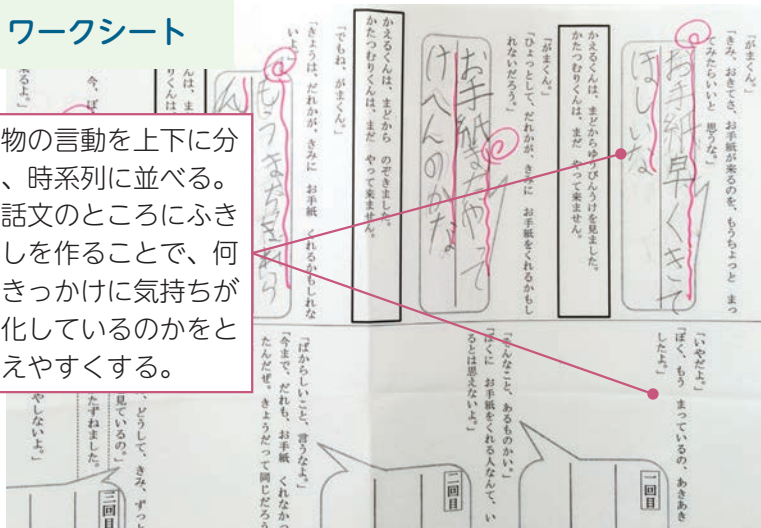 ワークシート
物の言動を上下に分
、時系列に並べる。
話文のところにふき
しを作ることで、何
きっかけに気持ちが
化しているのかをと
えやすくする。
「がまくん。」
「きみ、おきてさ、お手紙が来るのを、もうちょっと まっ
てみたらいいと 思うな。」
お手紙早くきて
ほしいな
かえるくんは、まどからゆうびんうけを見ました。
かたつむりくんは、まだ やって来ません。
「がまくん。」
「ひょっとして、だれかが、きみに お手紙をくれるかもし
れないだろう。」
お手紙まだやって
けへんのかな
かえるくんは、まどから のぞきました。
かたつむりくんは、まだ やって来ません。
「でもね、がまくん。」
「きょうは、だれかが、きみに お手紙 くれるかもしれな
いよ。」
ん
んは、ま
りくんは、
今、ぼ
来るよ。」
「いやだよ。」
「ぼく、もう まっているの、あきあき
したよ。」
一回目
「そんなこと、あるものかい。」
「ぼくに お手紙をくれる人なんて、い
るとは思えないよ。」
二回目
「ばからしいこと、言うなよ。」
「今まで、だれも、お手紙 くれなかっ
たんだぜ。きょうだって同じだろう
、どうして、きみ、ずっと
見ているの。」
たずねました。
三回目
やしないよ。」